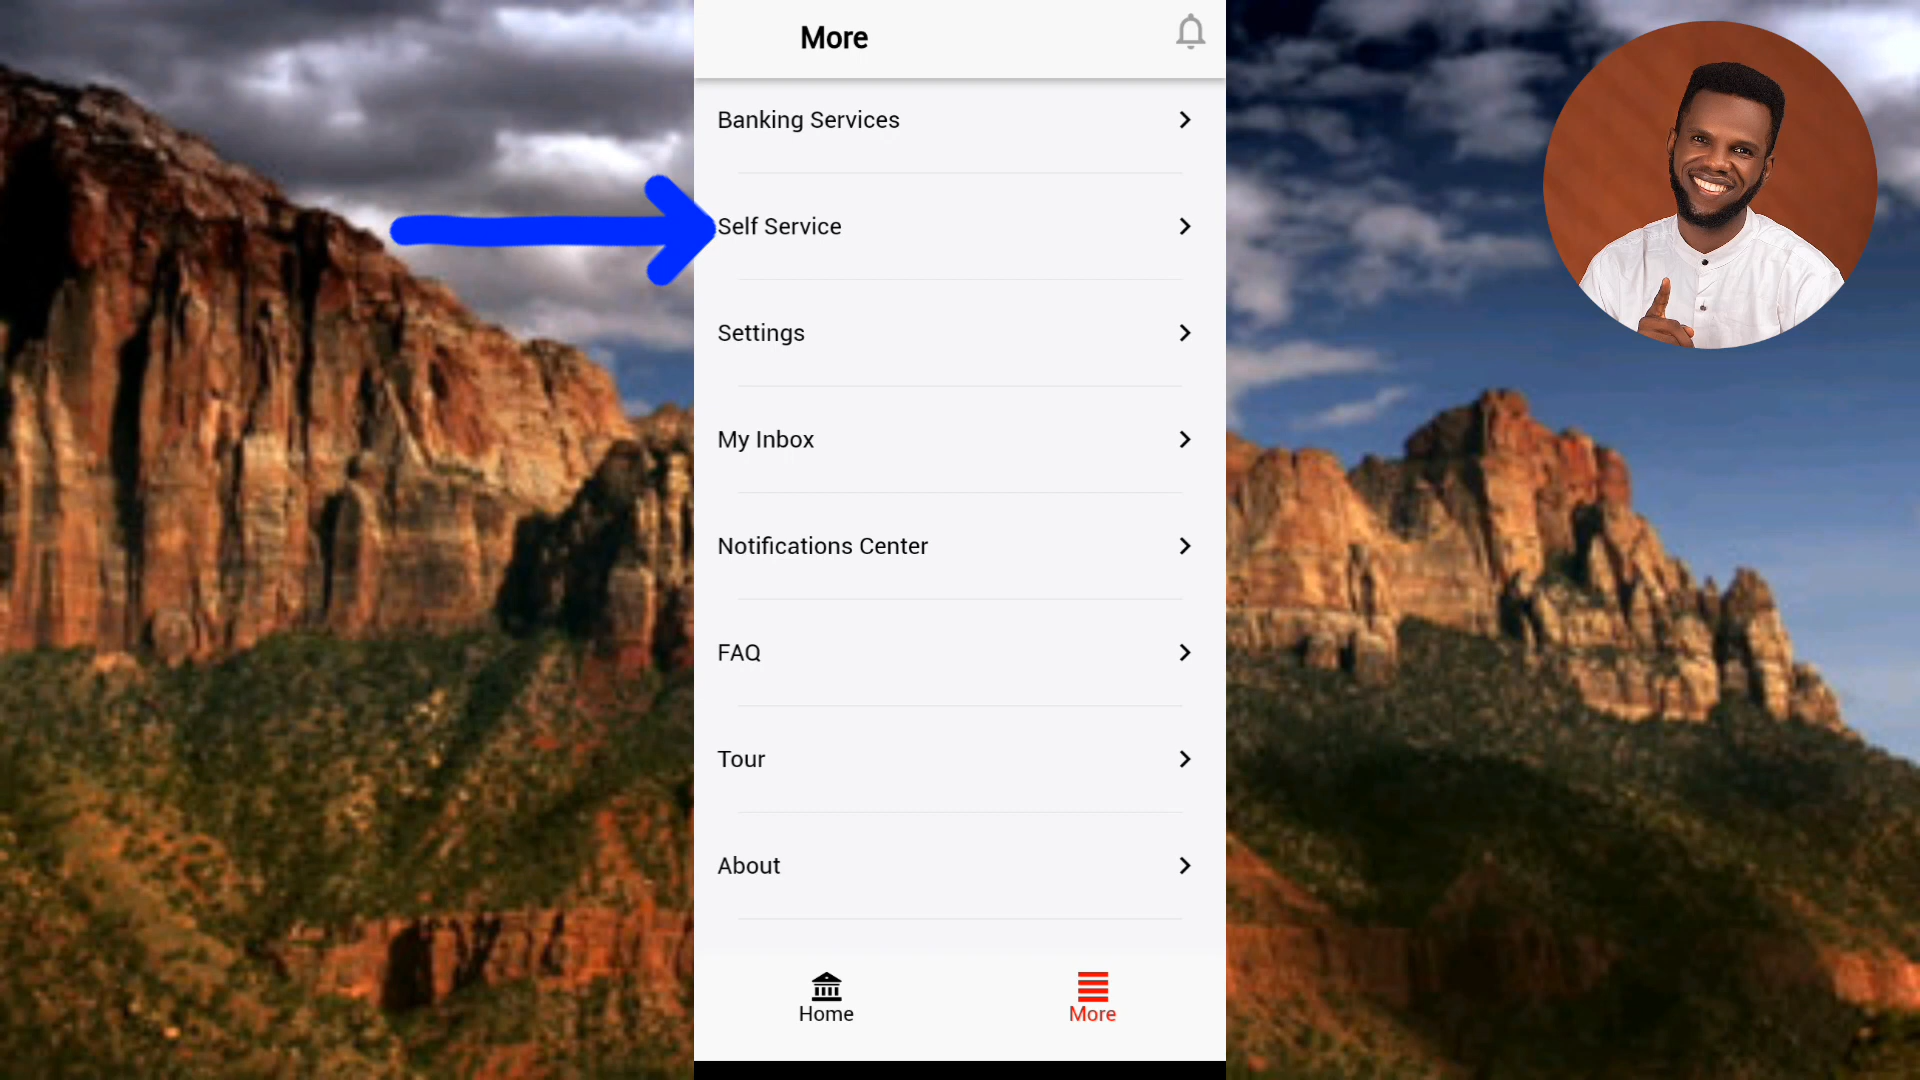 More
Banking Services
Self Service
Settings
My Inbox
Notifications Center
FAQ
Tour
About
Home
More